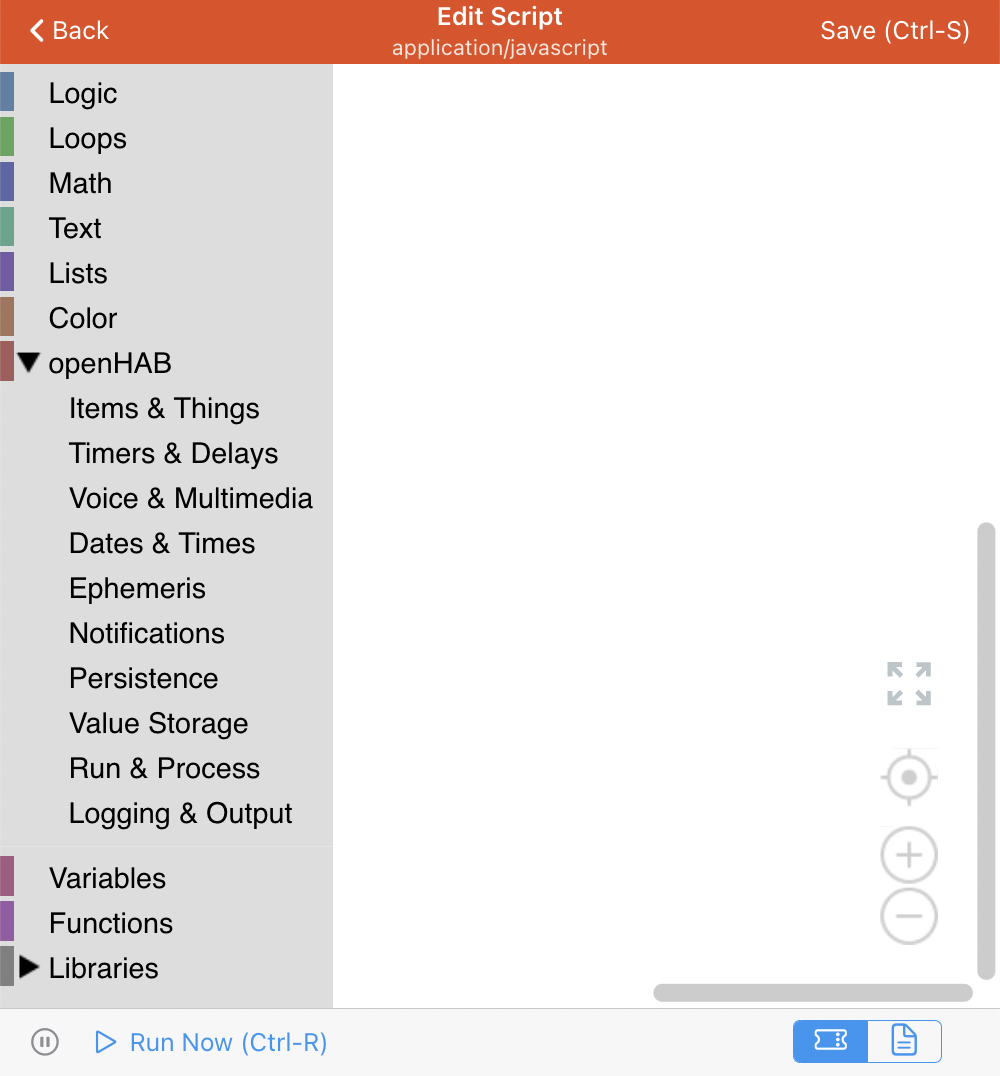 Back
Edit Script
application/javascript
Save (Ctrl-S)
Logic
Loops
Math
Text
Lists
Color
openHAB
Items & Things
Timers & Delays
Voice & Multimedia
Dates & Times
Ephemeris
Notifications
Persistence
Value Storage
Run & Process
Logging & Output
Variables
Functions
Libraries
Run Now (Ctrl-R)